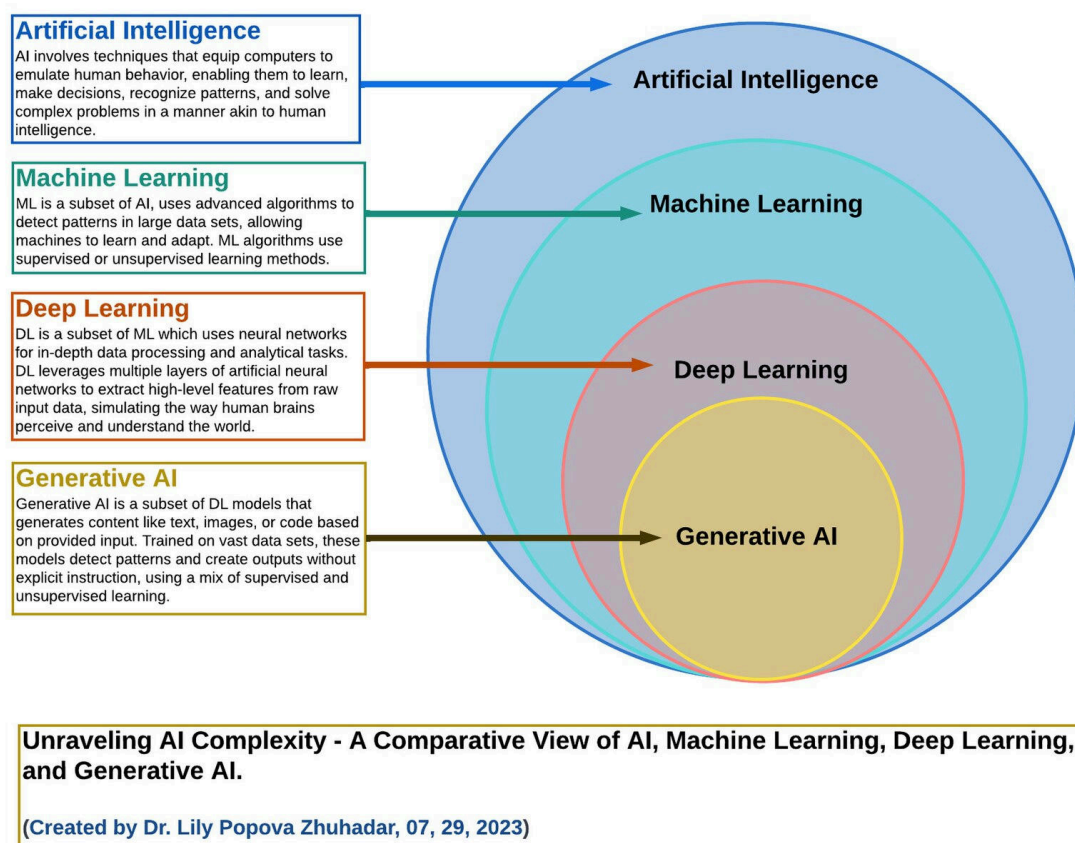 Artificial Intelligence
AI involves techniques that equip computers to
emulate human behavior, enabling them to learn,
make decisions, recognize patterns, and solve
complex problems in a manner akin to human
intelligence.
Machine Learning
ML is a subset of AI, uses advanced algorithms to
detect patterns in large data sets, allowing
machines to learn and adapt. ML algorithms use
supervised or unsupervised learning methods.
Deep Learning
DL is a subset of ML which uses neural networks
for in-depth data processing and analytical tasks.
DL leverages multiple layers of artificial neural
networks to extract high-level features from raw
input data, simulating the way human brains
perceive and understand the world.
Generative AI
Generative AI is a subset of DL models that
generates content like text, images, or code based
on provided input. Trained on vast data sets, these
models detect patterns and create outputs without
explicit instruction, using a mix of supervised and
unsupervised learning.
Artificial Intelligence
Machine Learning
Deep Learning
Generative AI
Unraveling AI Complexity - A Comparative View of AI, Machine Learning, Deep Learning,
and Generative AI.
(Created by Dr. Lily Popova Zhuhadar, 07, 29, 2023)